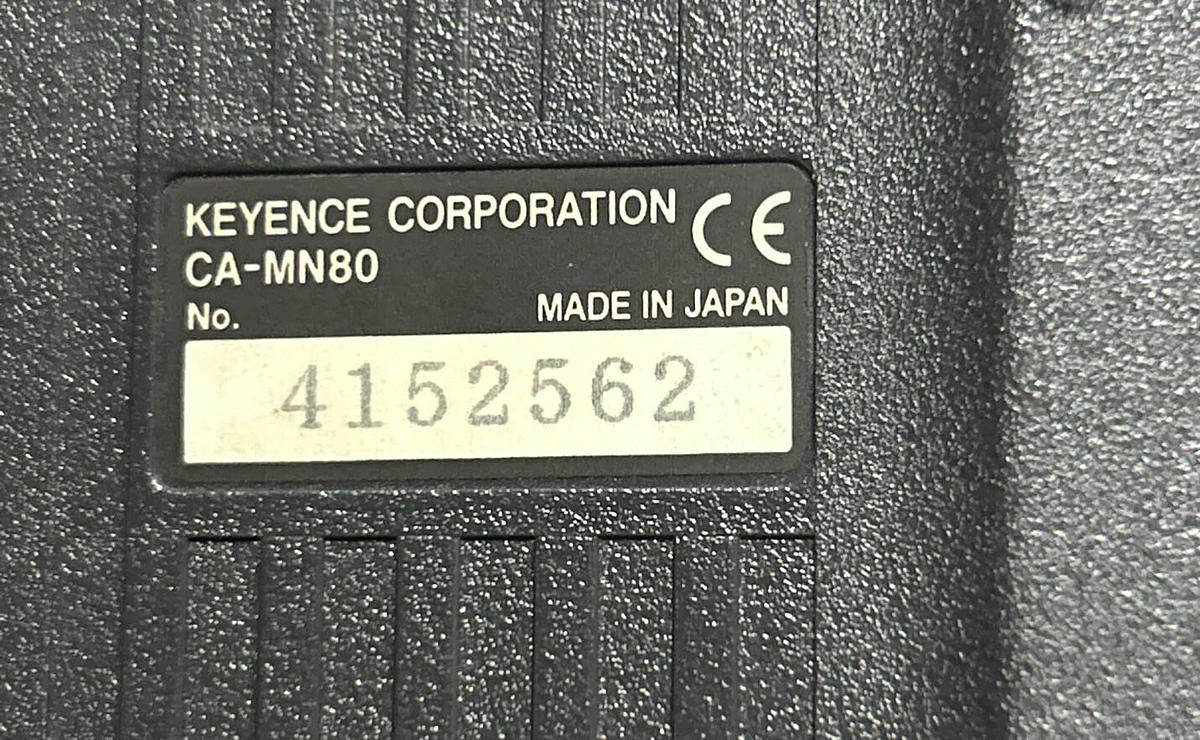 KEYENCE CORPORATION CE
CA-MN80
No. MADE IN JAPAN
4152562